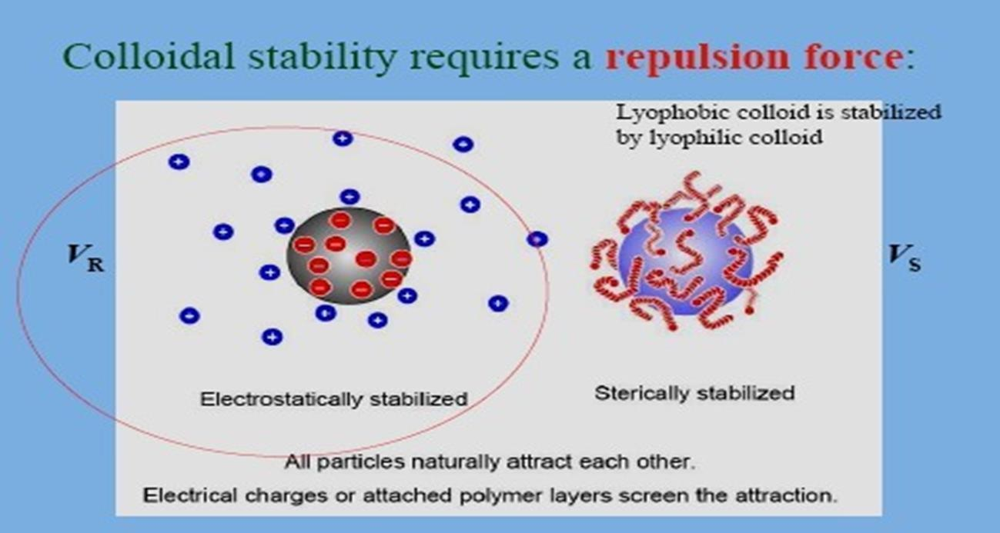 Colloidal stability requires a repulsion force:
Lyophobic colloid is stabilized
by lyophilic colloid
VR
VS
Electrostatically stabilized
Sterically stabilized
All particles naturally attract each other.
Electrical charges or attached polymer layers screen the attraction.